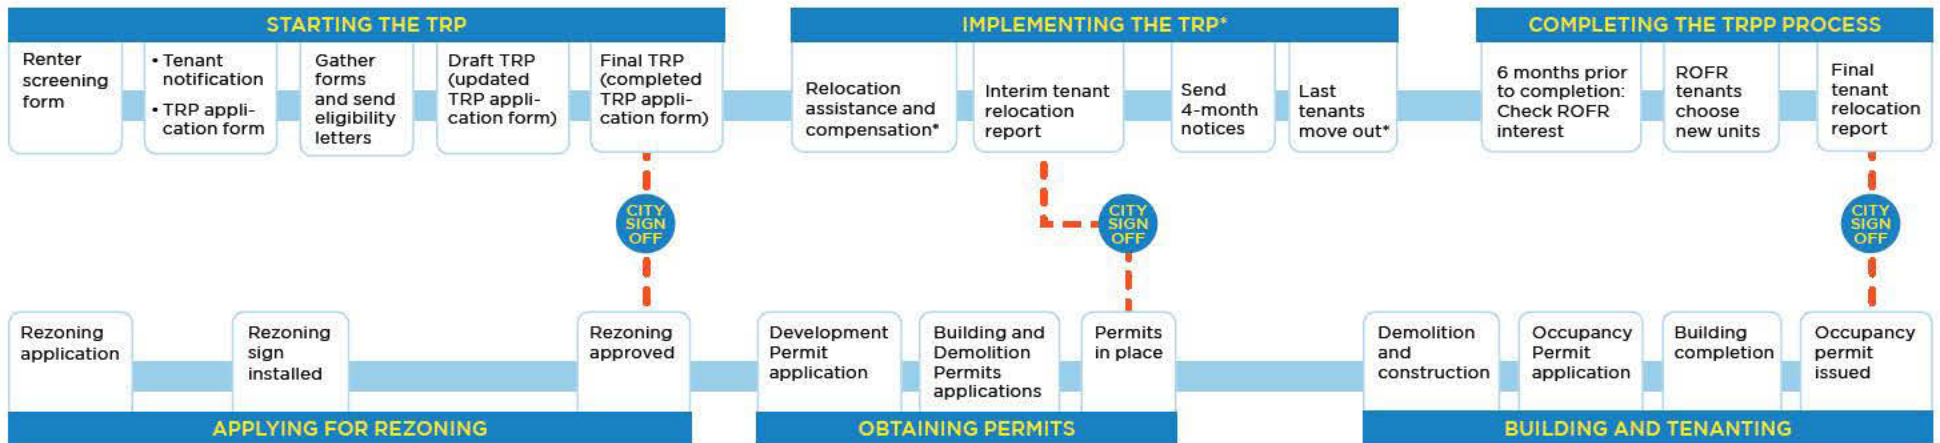 STARTING THE TRP
Renter
screening
form
• Tenant
notification
• TRP appli-
cation form
Gather
forms
and send
eligibility
letters
Draft TRP
(updated
TRP appli-
cation form)
Final TRP
(completed
TRP appli-
cation form)
IMPLEMENTING THE TRP*
Relocation
assistance and
compensation*
Interim tenant
relocation
report
Send
4-month
notices
Last
tenants
move out*
COMPLETING THE TRPP PROCESS
6 months prior
to completion:
Check ROFR
interest
ROFR
tenants
choose
new units
Final
tenant
relocation
report
CITY
SIGN
OFF
CITY
SIGN
OFF
CITY
SIGN
OFF
Rezoning
application
Rezoning
sign
installed
Rezoning
approved
APPLYING FOR REZONING
Development
Permit
application
Building and
Demolition
Permits
applications
Permits
in place
OBTAINING PERMITS
Demolition
and
construction
Occupancy
Permit
application
Building
completion
Occupancy
permit
issued
BUILDING AND TENANTING